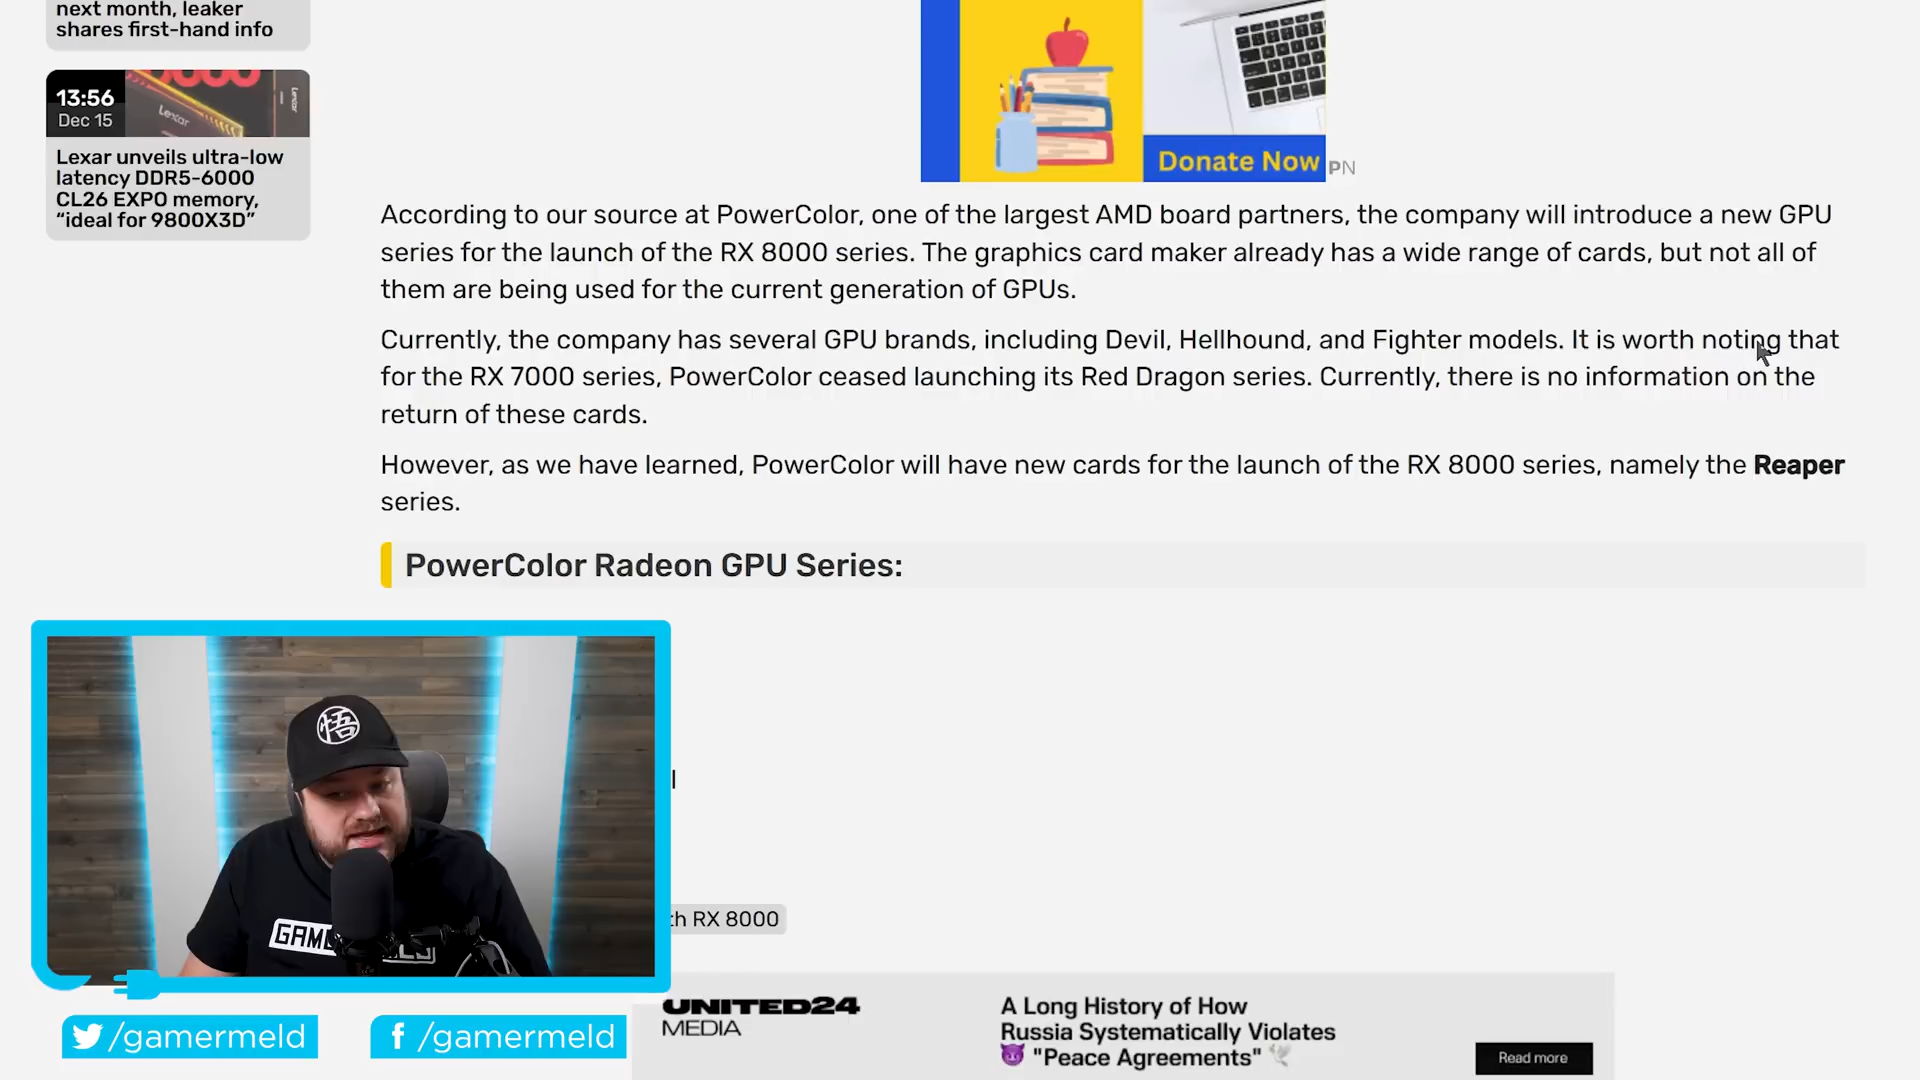 next month, leaker
shares first-hand info
13:56
Dec 15
Lexar
Lexar unveils ultra-low
latency DDR5-6000
CL26 EXPO memory,
“ideal for 9800X3D”
Donate Now
PN
According to our source at PowerColor, one of the largest AMD board partners, the company will introduce a new GPU
series for the launch of the RX 8000 series. The graphics card maker already has a wide range of cards, but not all of
them are being used for the current generation of GPUs.
Currently, the company has several GPU brands, including Devil, Hellhound, and Fighter models. It is worth noting that
for the RX 7000 series, PowerColor ceased launching its Red Dragon series. Currently, there is no information on the
return of these cards.
However, as we have learned, PowerColor will have new cards for the launch of the RX 8000 series, namely the Reaper
series.
PowerColor Radeon GPU Series:
悟
th RX 8000
/gamermeld
/gamermeld
UNITED24
MEDIA
A Long History of How
Russia Systematically Violates
"Peace Agreements"
Read more